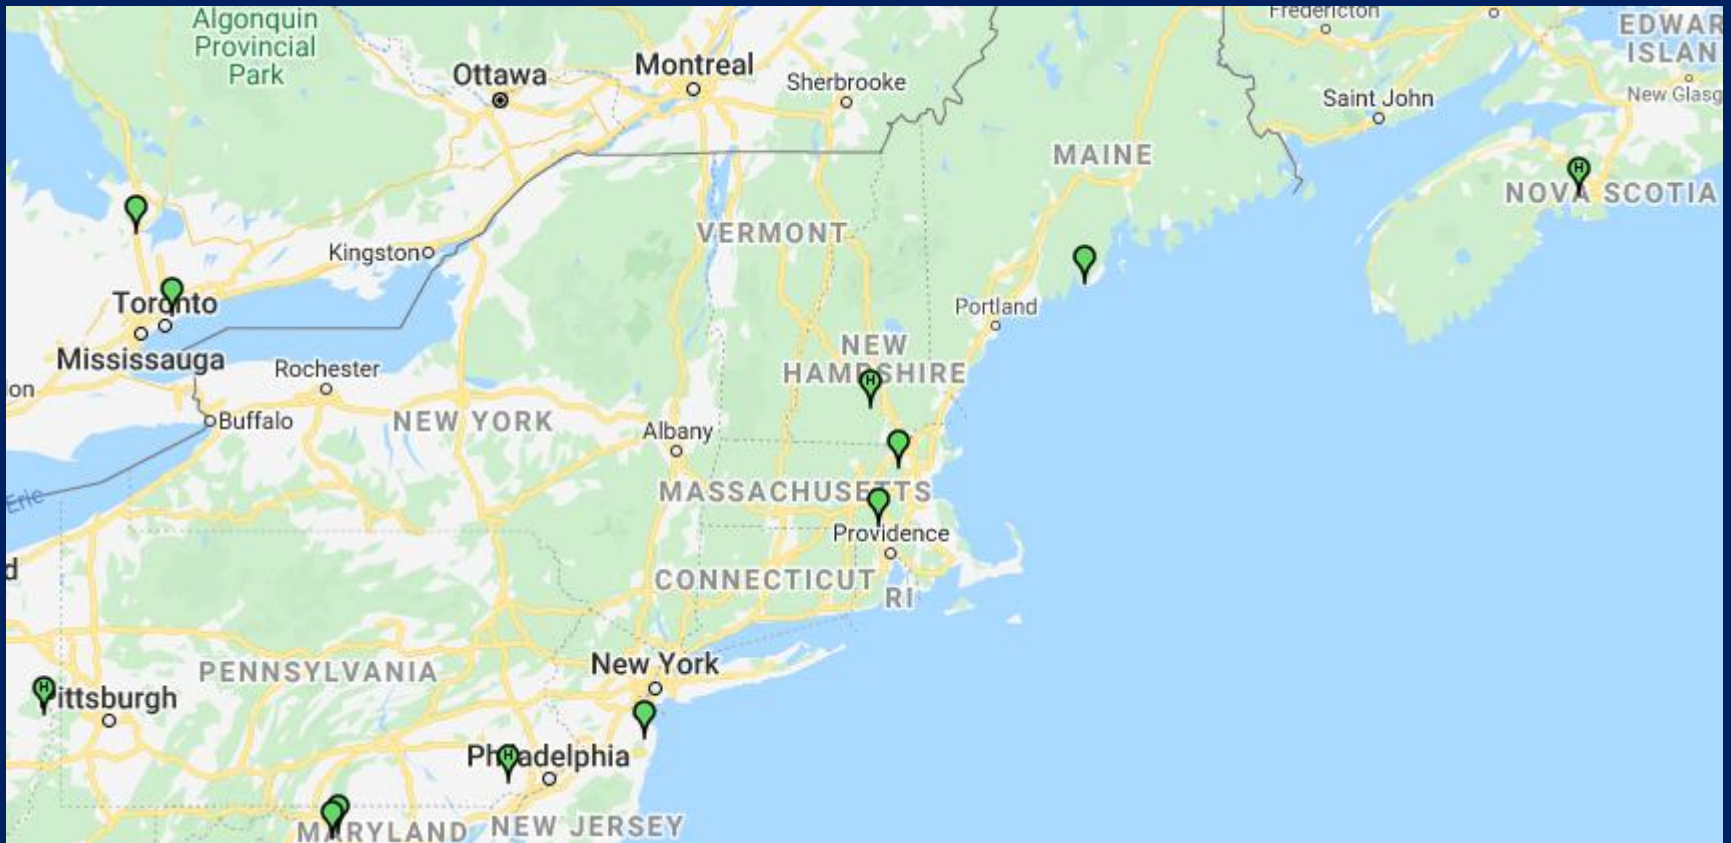 Algonquin
Provincial
Park
Ottawa
Montreal
Sherbrooke
Fredericton
EDWAR
ISLAN
New Glasg
Saint John
MAINE
NOVA SCOTIA
VERMONT
Kingston
Toronto
Mississauga
Portland
NEW
HAMPSHIRE
Rochester
on
Buffalo
NEW YORK
Albany
MASSACHUSETTS
Erie
Providence
d
CONNECTICUT
RI
New York
PENNSYLVANIA
ittsburgh
Philadelphia
MARYLAND
NEW JERSEY
H
H
H
H